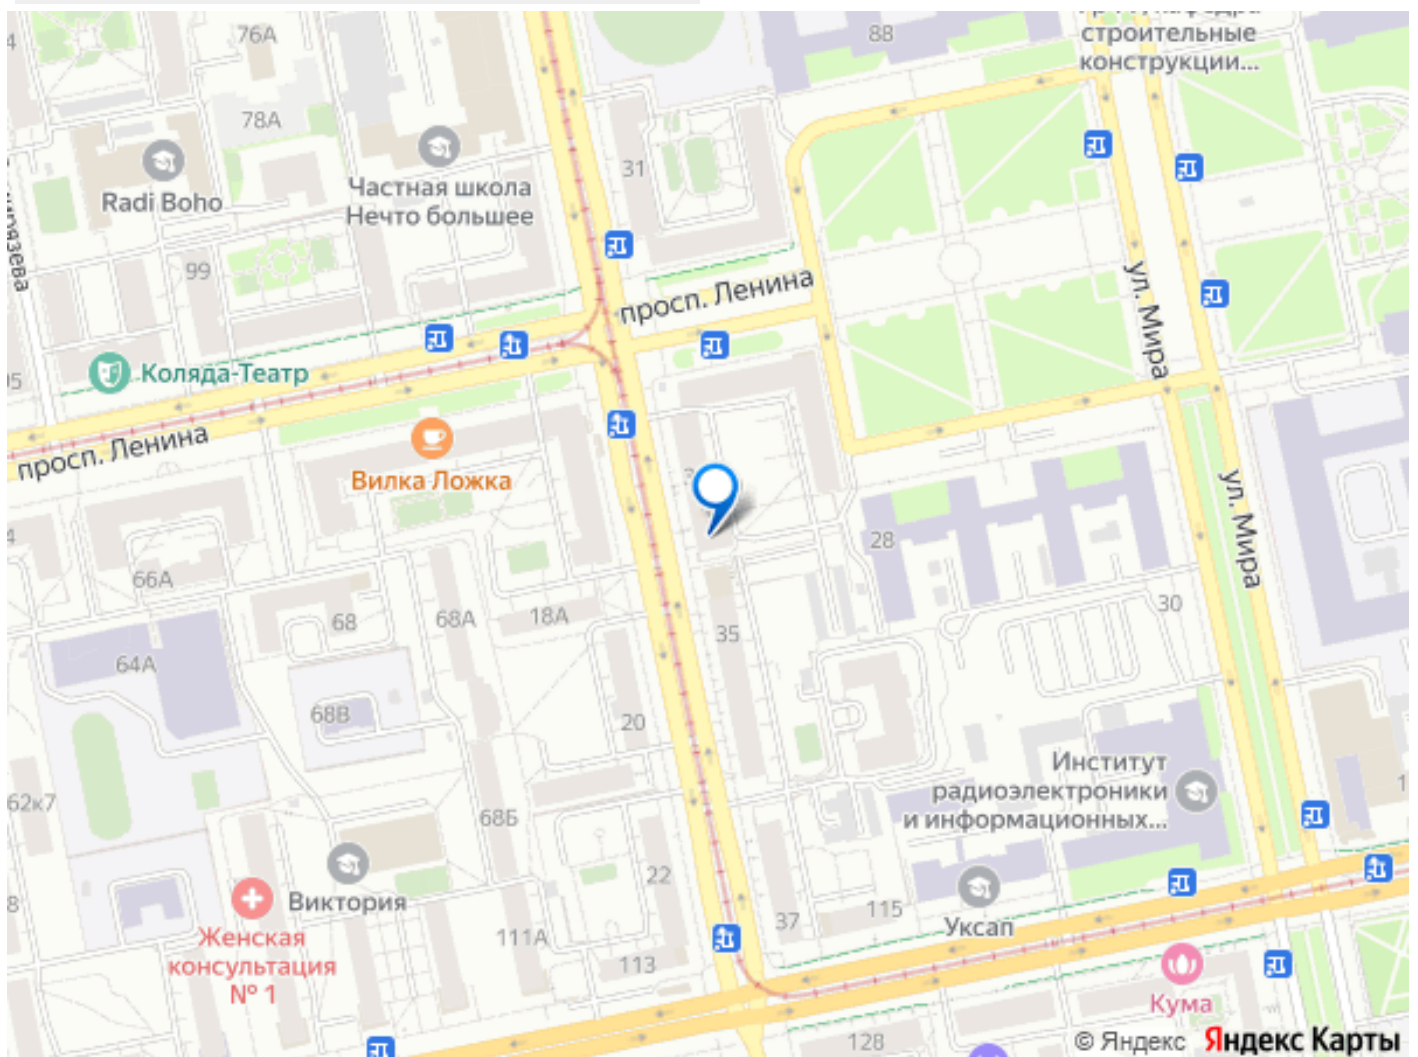 76А
88
строительные
конструкции...
78А
Radi Boho
Частная школа
Нечто большее
31
99
просп. Ленина
ул. Мира
Коляда-Театр
просп. Ленина
Вилка Ложка
ул. Мира
28
66А
68
68А
18А
30
35
64А
68В
20
Институт
радиоэлектроники
и информационных...
62к7
68Б
22
Виктория
37
115
Уксап
Женская
консультация
№ 1
111А
113
Кума
128
© Яндекс Яндекс Карты